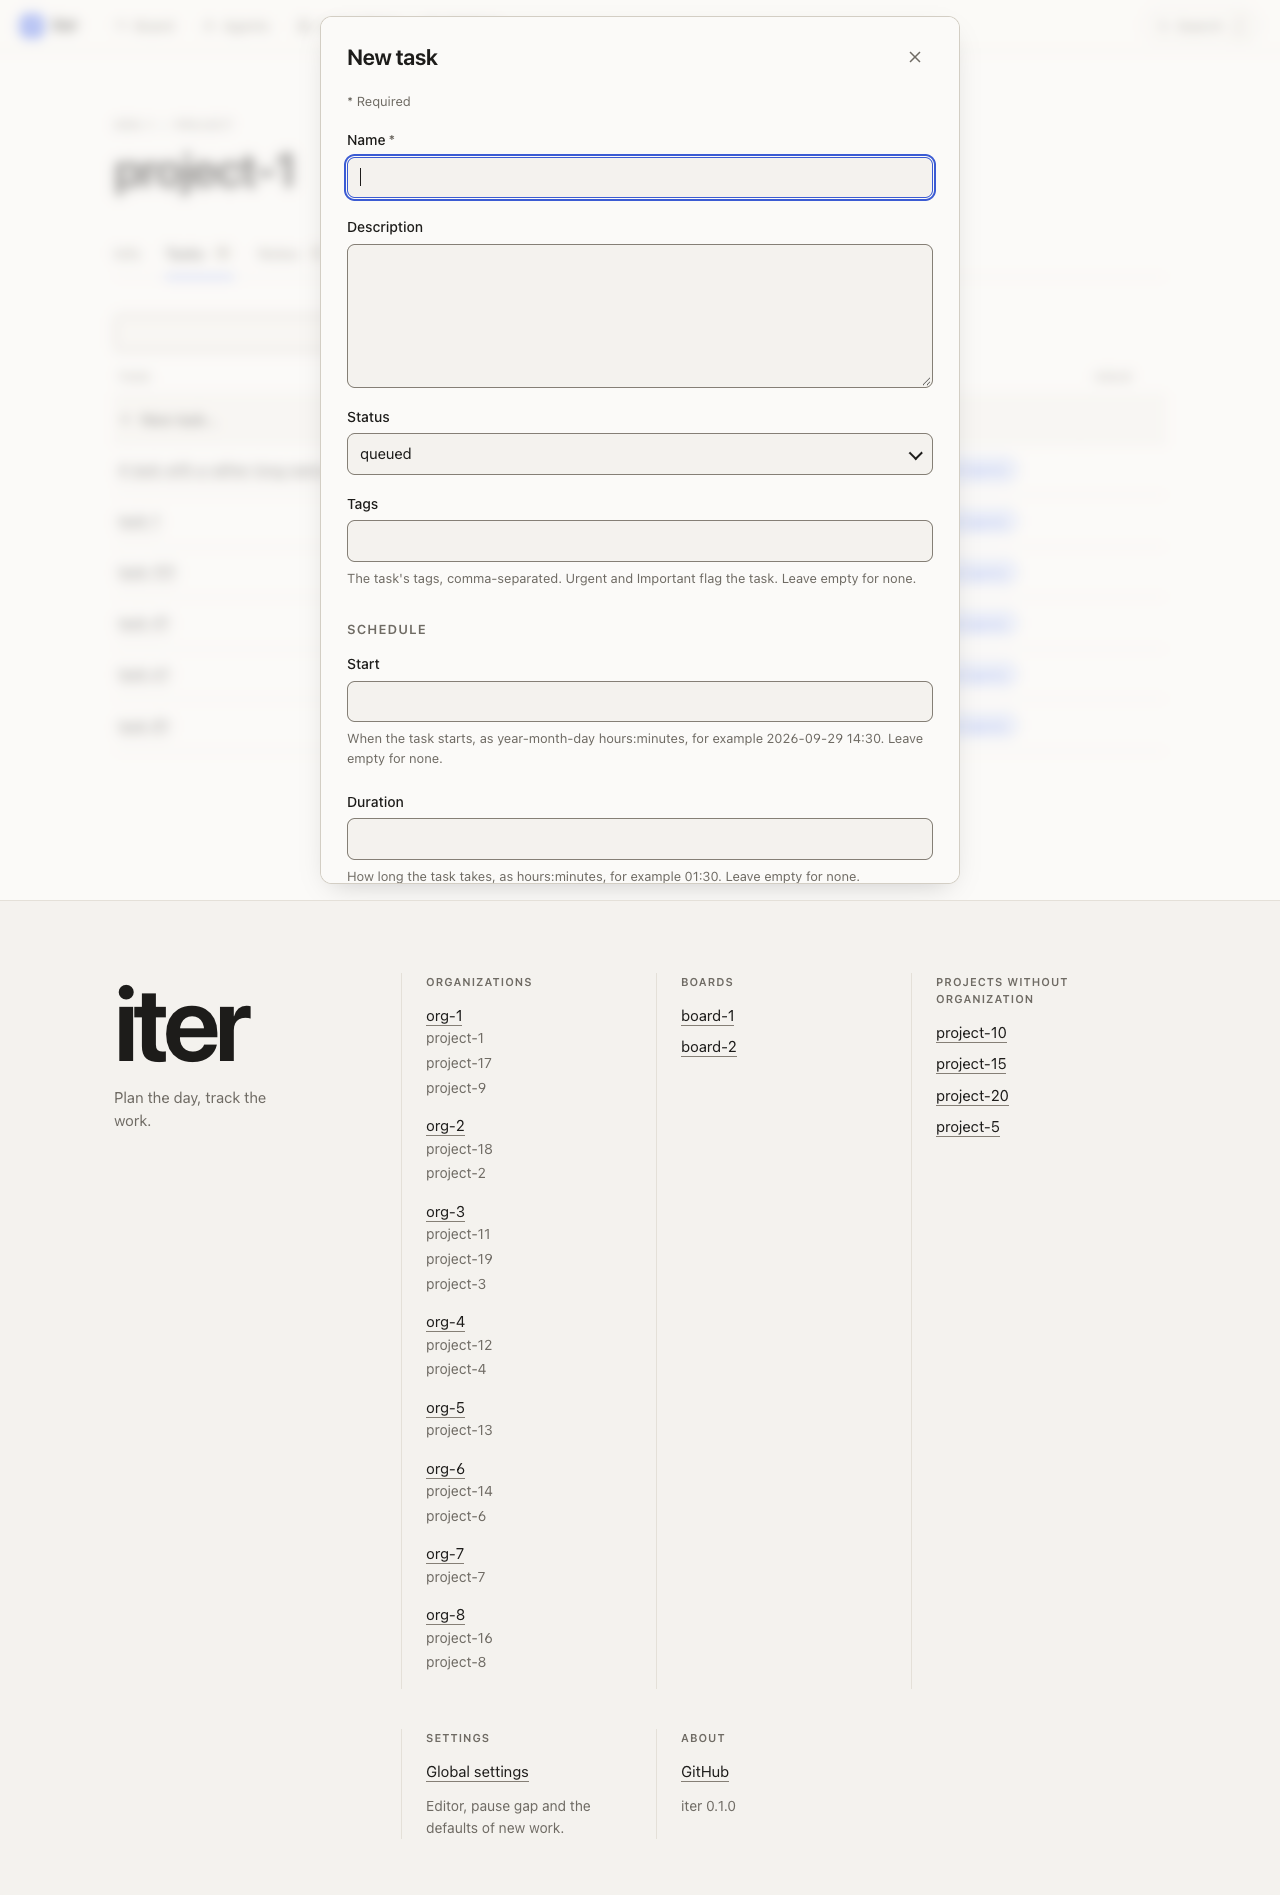 New task
* Required
Name *
Description
Status
queued
Tags
The task's tags, comma-separated. Urgent and Important flag the task. Leave empty for none.
SCHEDULE
Start
When the task starts, as year-month-day hours:minutes, for example 2026-09-29 14:30. Leave
empty for none.
Duration
How long the task takes, as hours:minutes, for example 01:30. Leave empty for none.
project-1
iter
Plan the day, track the
work.
ORGANIZATIONS
org-1
project-1
project-17
project-9
org-2
project-18
project-2
org-3
project-11
project-19
project-3
org-4
project-12
project-4
org-5
project-13
org-6
project-14
project-6
org-7
project-7
org-8
project-16
project-8
BOARDS
board-1
board-2
PROJECTS WITHOUT
ORGANIZATION
project-10
project-15
project-20
project-5
SETTINGS
Global settings
Editor, pause gap and the
defaults of new work.
ABOUT
GitHub
iter 0.1.0